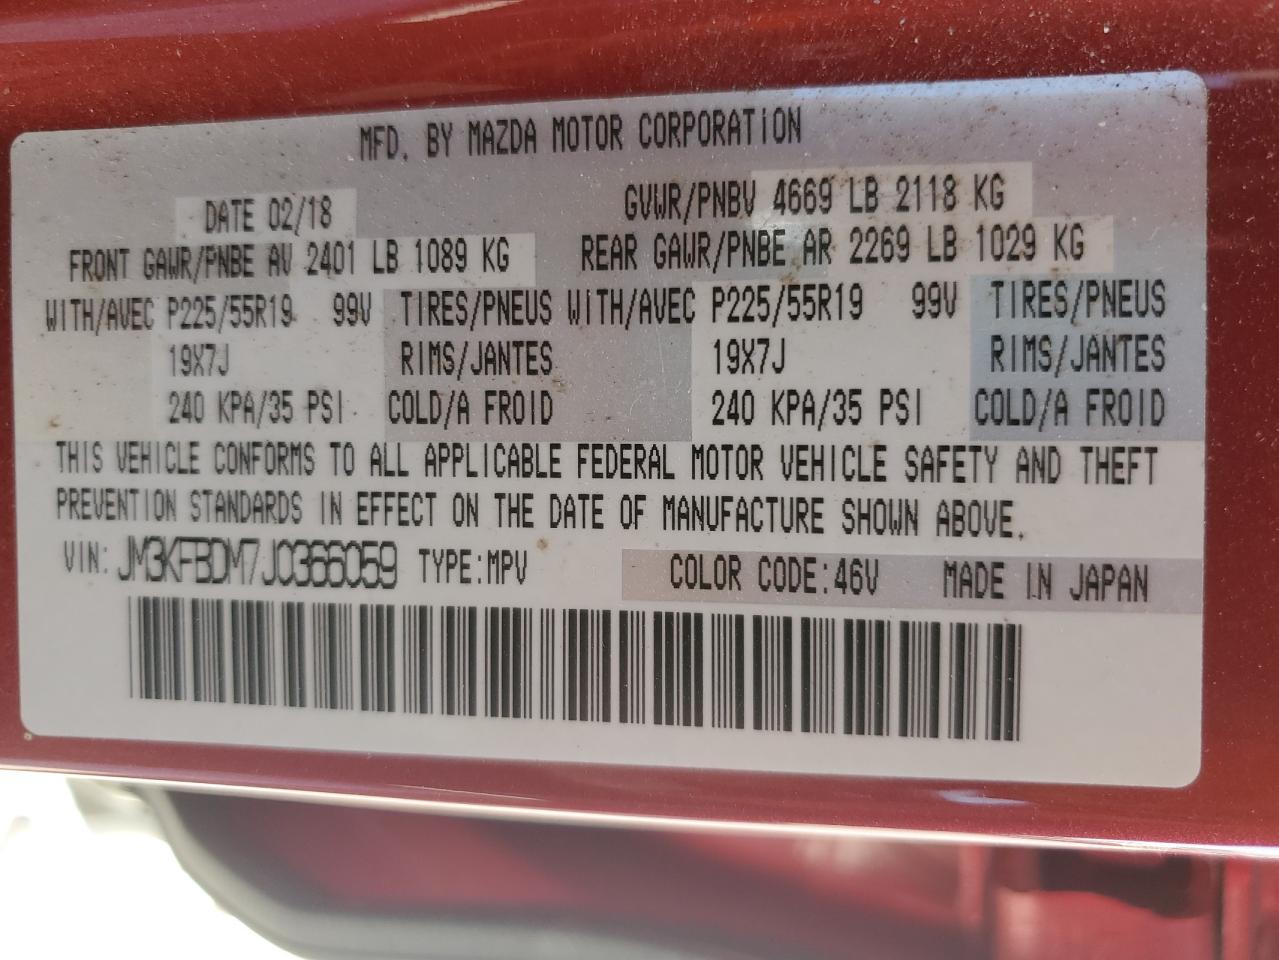 MFD. BY MAZDA MOTOR CORPORATION
DATE 02/18 GVWR/PNBV 4669 LB 2118 KG
FRONT GAWR/PNBE AV 2401 LB 1089 KG REAR GAWR/PNBE AR 2269 LB 1029 KG
WITH/AVEC P225/55R19 99V TIRES/PNEUS WITH/AVEC P225/55R19 99V TIRES/PNEUS
19X7J RIMS/JANTES 19X7J RIMS/JANTES
240 KPA/35 PSI COLD/A FROID 240 KPA/35 PSI COLD/A FROID
THIS VEHICLE CONFORMS TO ALL APPLICABLE FEDERAL MOTOR VEHICLE SAFETY AND THEFT
PREVENTION STANDARDS IN EFFECT ON THE DATE OF MANUFACTURE SHOWN ABOVE.
VIN: JM3KFBDM7J0366059 TYPE:MPV COLOR CODE:46V MADE IN JAPAN